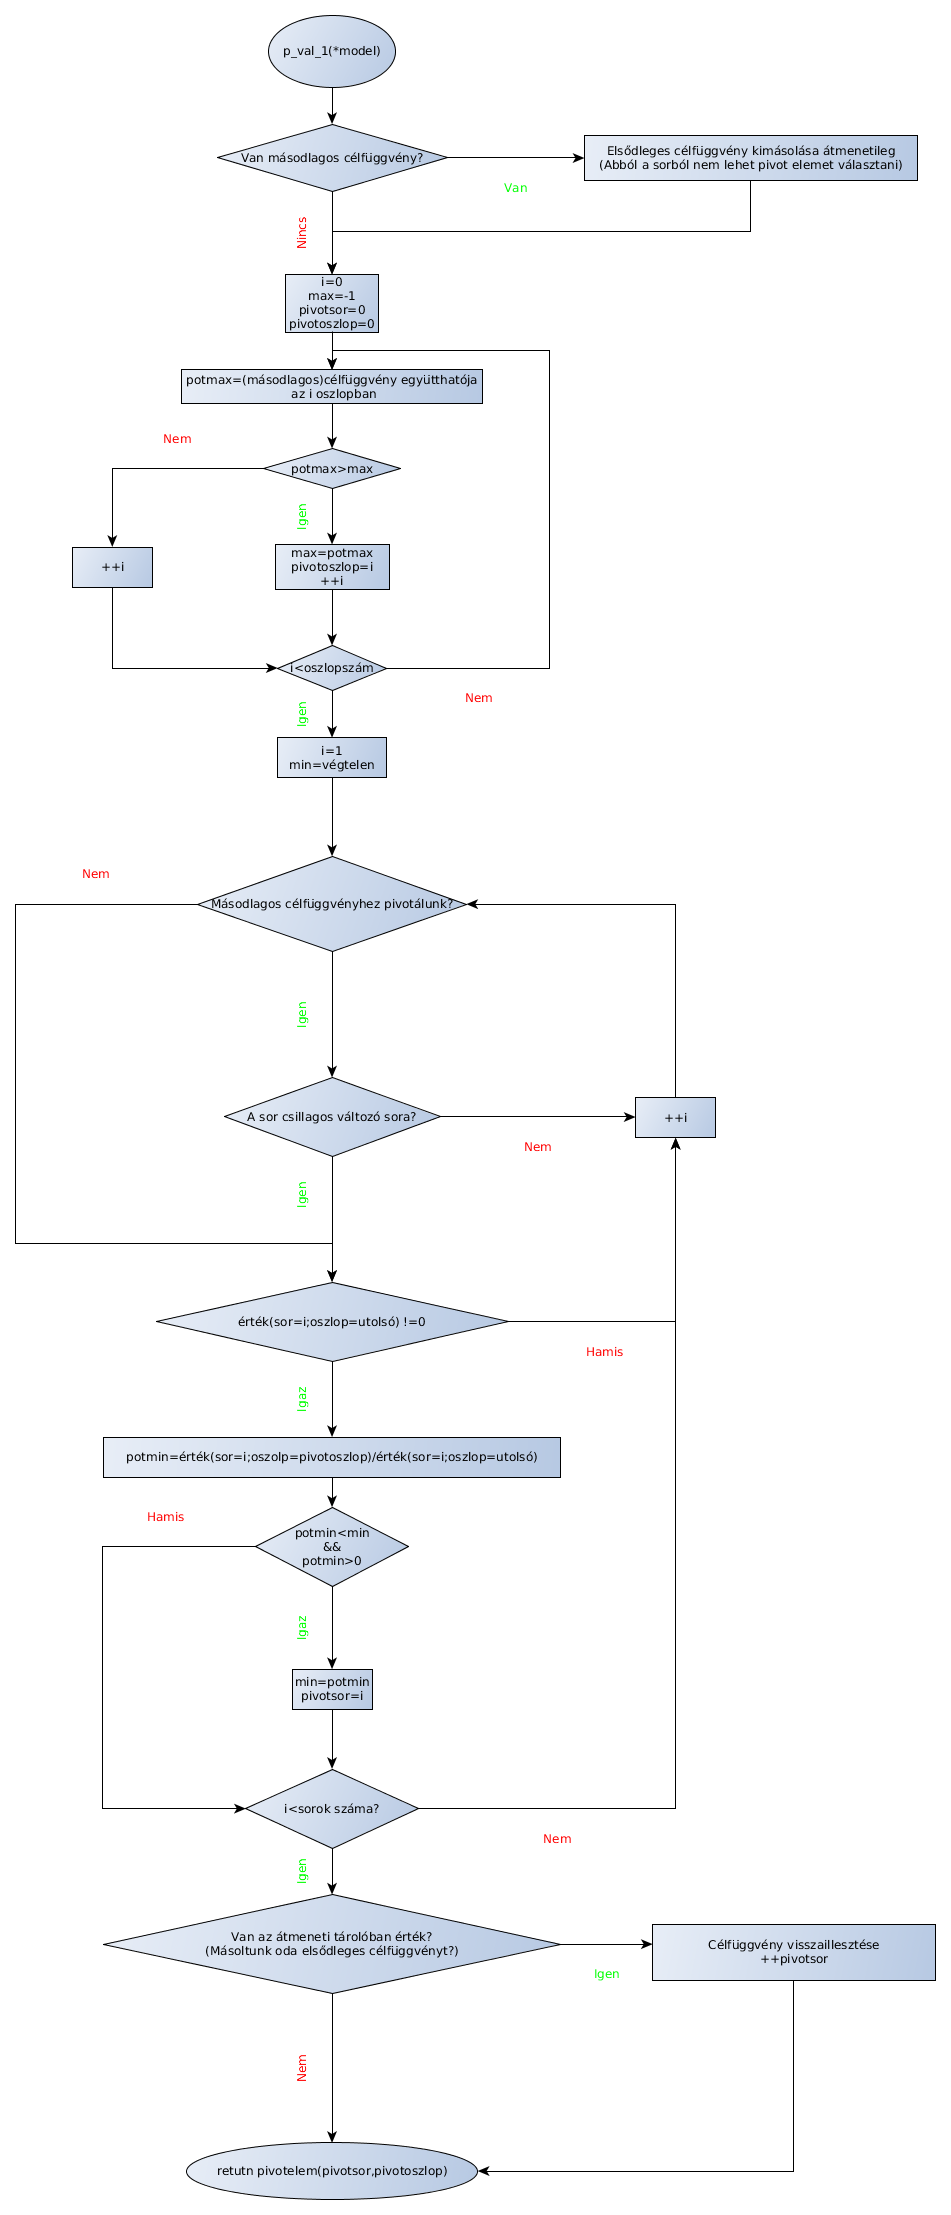 p_val_1(*model)
Van másodlagos célfüggvény?
Elsődleges célfüggvény kimásolása átmenetileg
(Abból a sorból nem lehet pivot elemet választani)
Van
Nincs
i=0
max=-1
pivotsor=0
pivotoszlop=0
potmax=(másodlagos)célfüggvény együtthatója
az i oszlopban
Nem
potmax>max
Igen
++i
max=potmax
pivotoszlop=i
++i
i<oszlopszám
Nem
Igen
i=1
min=végtelen
Nem
Másodlagos célfüggvényhez pivotálunk?
Igen
A sor csillagos változó sora?
++i
Nem
Igen
érték(sor=i;oszlop=utolsó) !=0
Hamis
Igaz
potmin=érték(sor=i;oszolp=pivotoszlop)/érték(sor=i;oszlop=utolsó)
Hamis
potmin<min
&&
potmin>0
Igaz
min=potmin
pivotsor=i
i<sorok száma?
Nem
Igen
Van az átmeneti tárolóban érték?
(Másoltunk oda elsődleges célfüggvényt?)
Célfüggvény visszaillesztése
++pivotsor
Igen
Nem
retutn pivotelem(pivotsor,pivotoszlop)